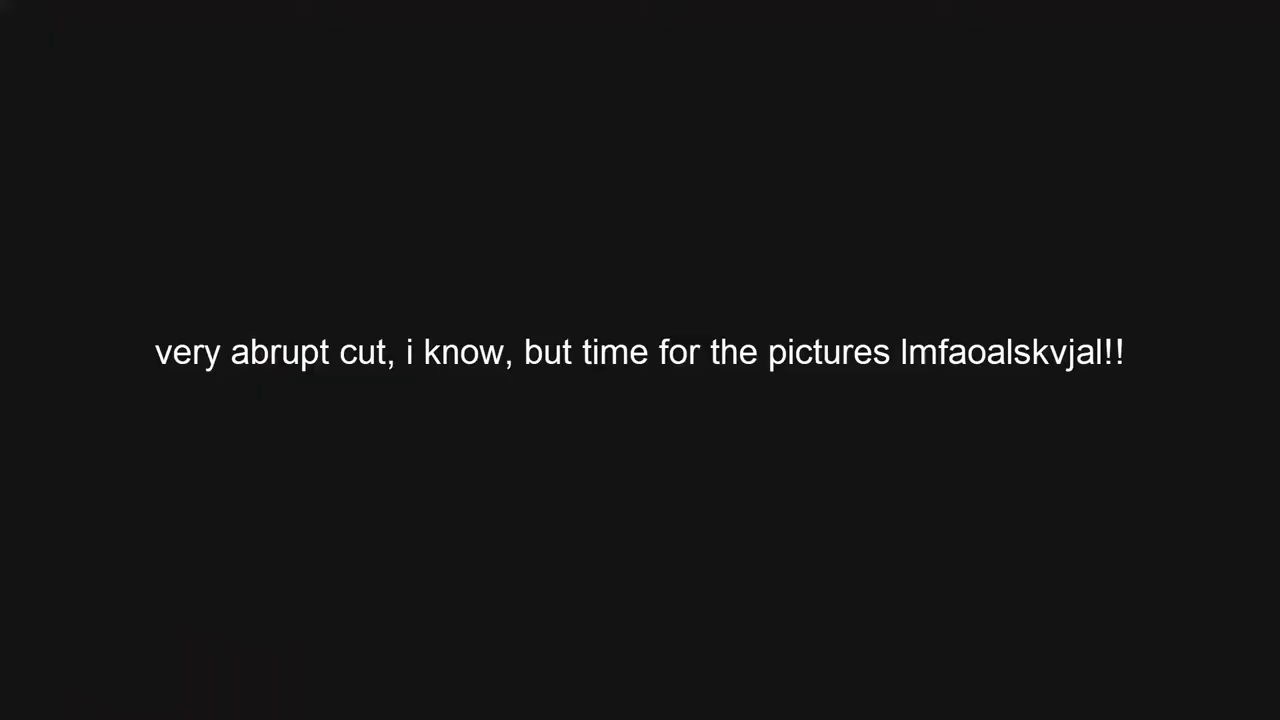 very abrupt cut, i know, but time for the pictures lmfaoalskvjal!!